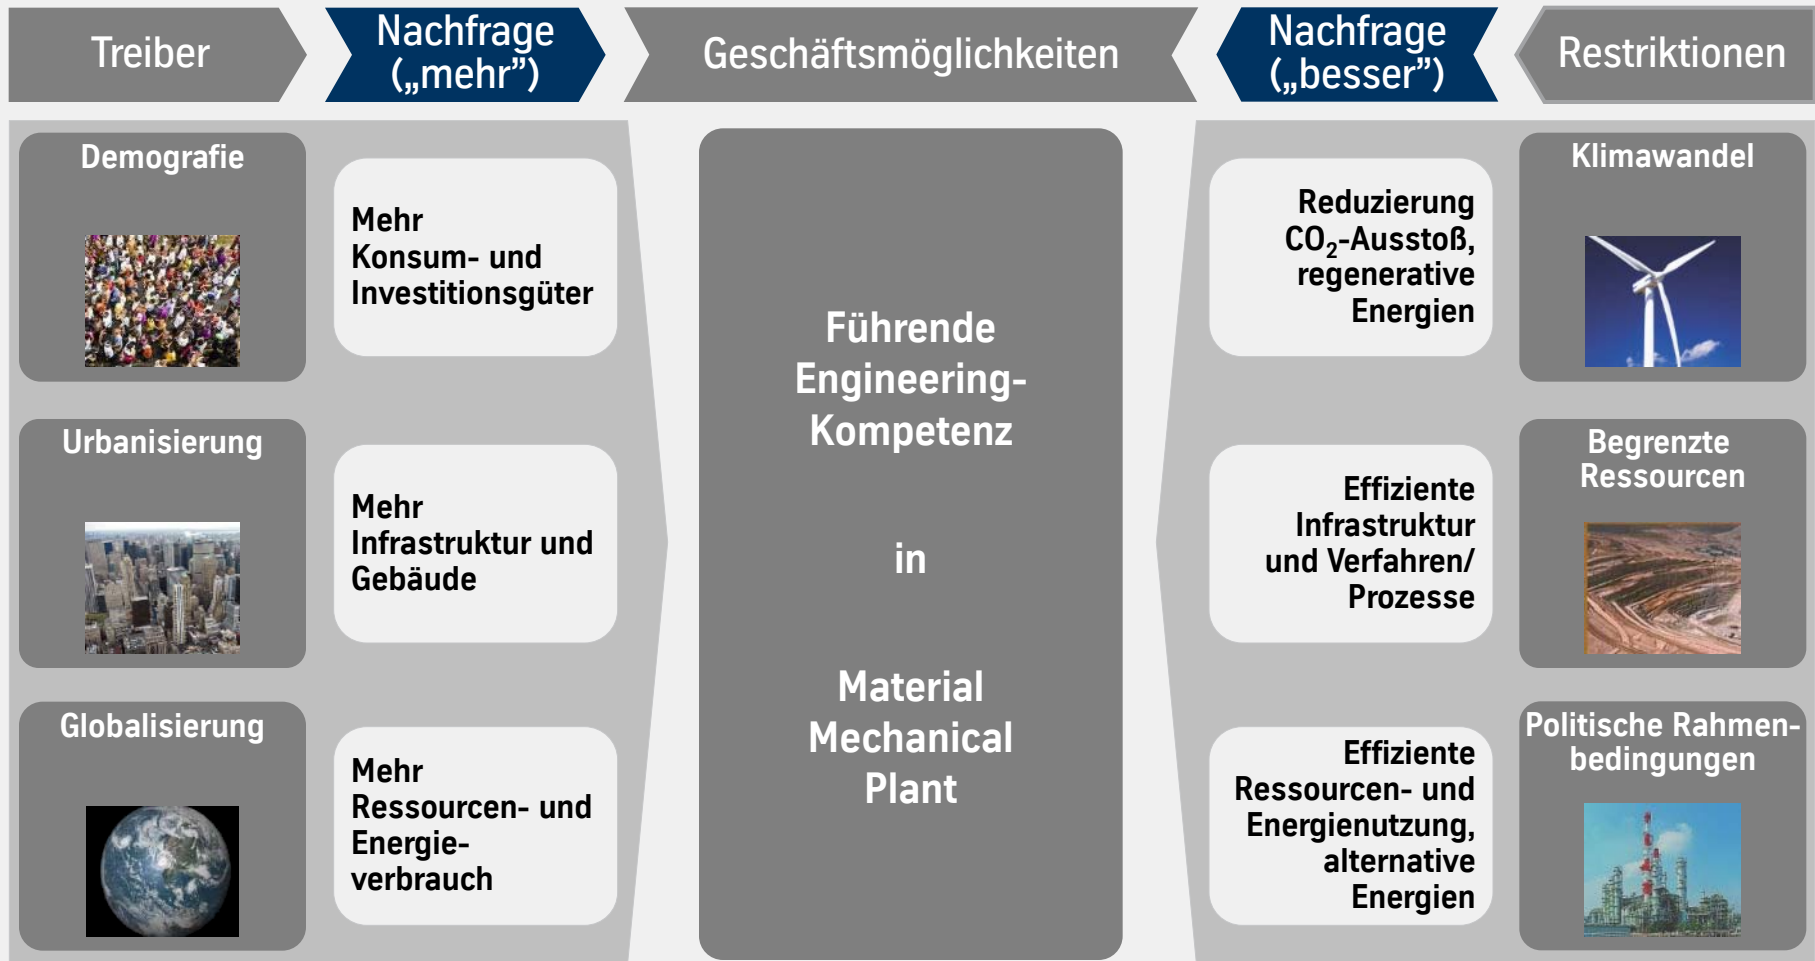 Treiber
Nachfrage
(„mehr”)
Geschäftsmöglichkeiten
Nachfrage
(„besser”)
Restriktionen
Demografie
Mehr
Konsum- und
Investitionsgüter
Urbanisierung
Mehr
Infrastruktur und
Gebäude
Globalisierung
Mehr
Ressourcen- und
Energie-
verbrauch
Führende
Engineering-
Kompetenz
in
Material
Mechanical
Plant
Reduzierung
CO₂-Ausstoß,
regenerative
Energien
Klimawandel
Effiziente
Infrastruktur
und Verfahren/
Prozesse
Begrenzte
Ressourcen
Effiziente
Ressourcen- und
Energienutzung,
alternative
Energien
Politische Rahmen-
bedingungen